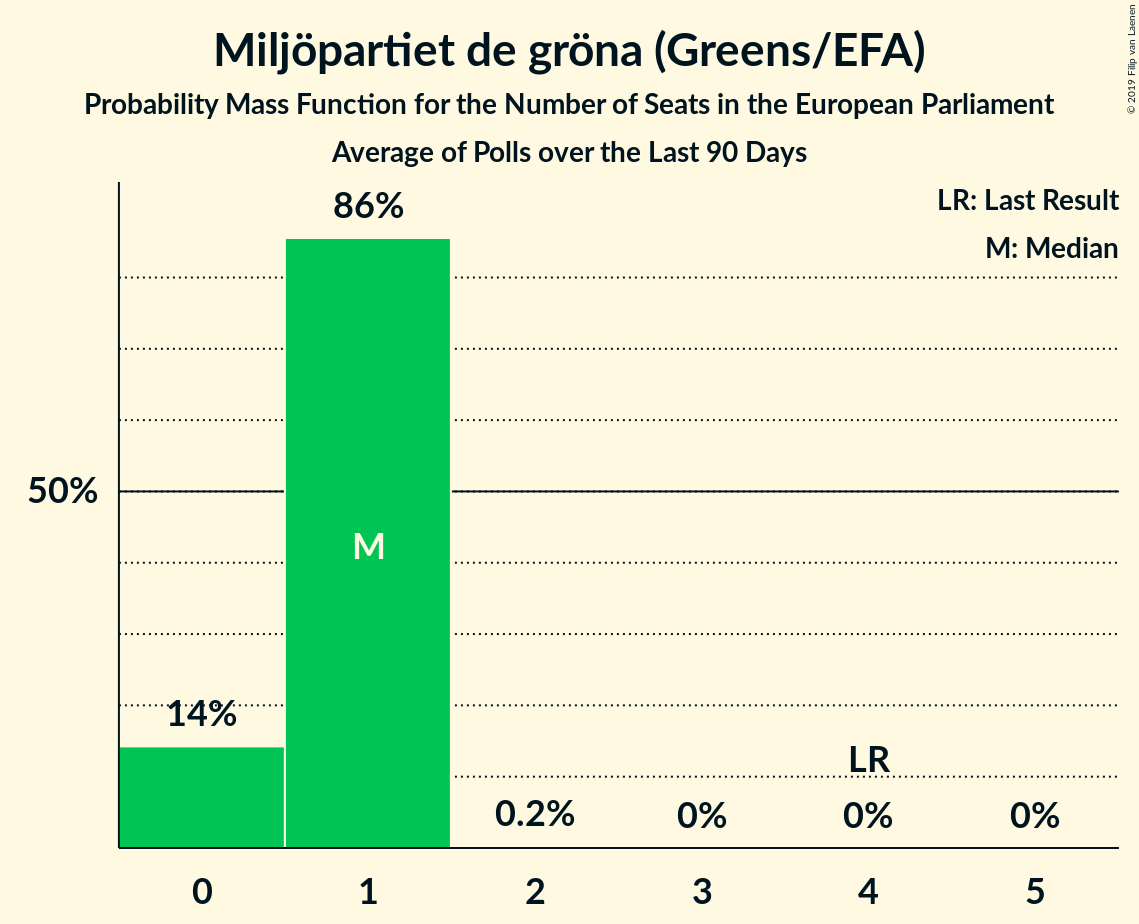 Miljöpartiet de gröna (Greens/EFA)
Probability Mass Function for the Number of Seats in the European Parliament
Average of Polls over the Last 90 Days
© 2019 Filip van Laenen
LR: Last Result
M: Median
86%
50%
M
14%
LR
0.2%
0%
0%
0%
0
1
2
3
4
5